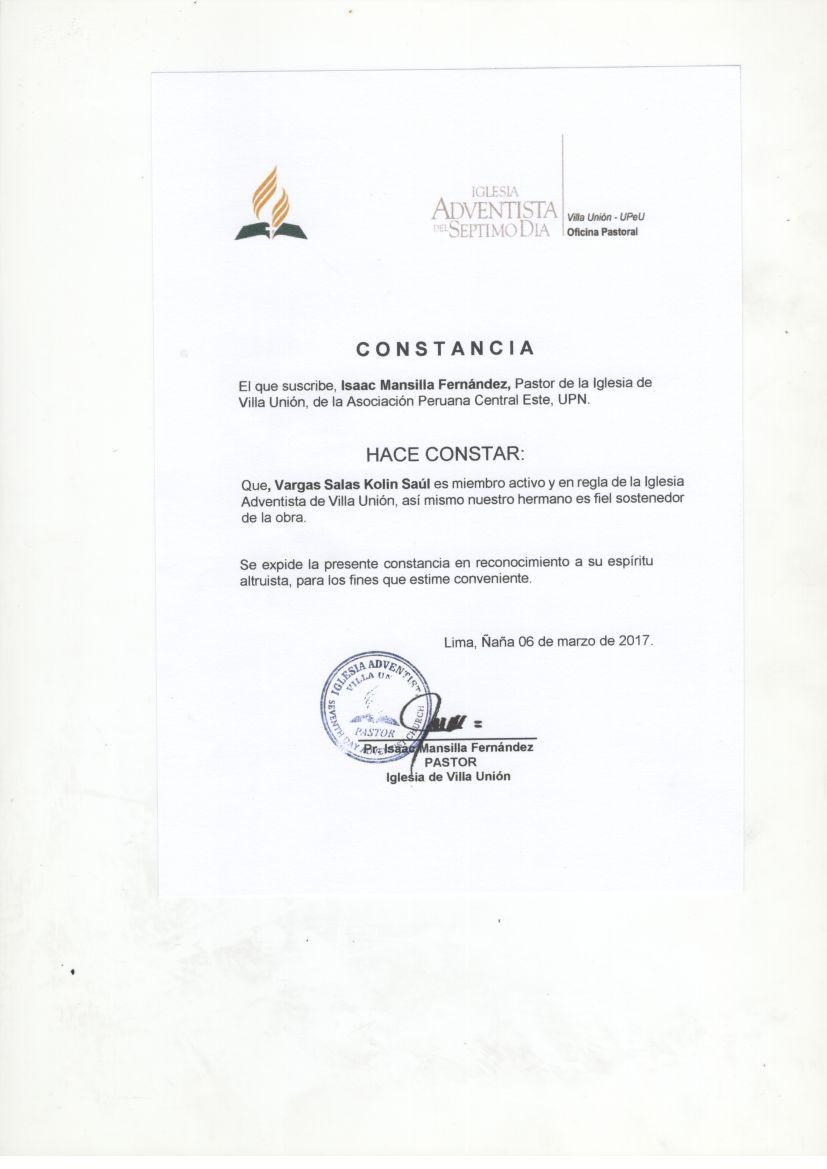 IGLESIA
ADVENTISTA
DEL SEPTIMO DIA
Villa Unión - UPeU
Oficina Pastoral
CONSTANCIA
El que suscribe, Isaac Mansilla Fernández, Pastor de la Iglesia de
Villa Unión, de la Asociación Peruana Central Este, UPN.
HACE CONSTAR:
Que, Vargas Salas Kolin Saúl es miembro activo y en regla de la Iglesia
Adventista de Villa Unión, así mismo nuestro hermano es fiel sostenedor
de la obra.
Se expide la presente constancia en reconocimiento a su espíritu
altruista, para los fines que estime conveniente.
Lima, Ñaña 06 de marzo de 2017.
IGLESIA ADVENTIST
VILLA UN
PASTOR
SEVENTH DAY CHURCH
Pr. Isaac Mansilla Fernández
PASTOR
Iglesia de Villa Unión